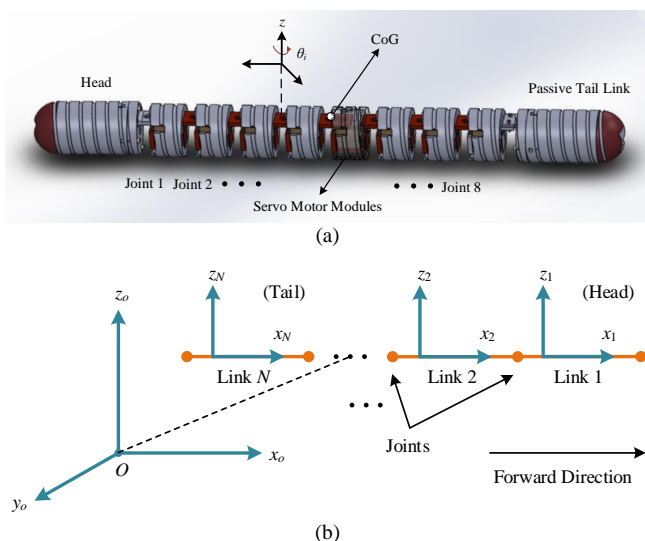 z
CoG
θi
Head
Passive Tail Link
Joint 1 Joint 2 • • •
• • • Joint 8
Servo Motor Modules
(a)
zN
(Tail)
z2
z1
(Head)
zo
xN
x2
x1
Link N
Link 2
Link 1
Joints
O
xo
Forward Direction
yo
(b)